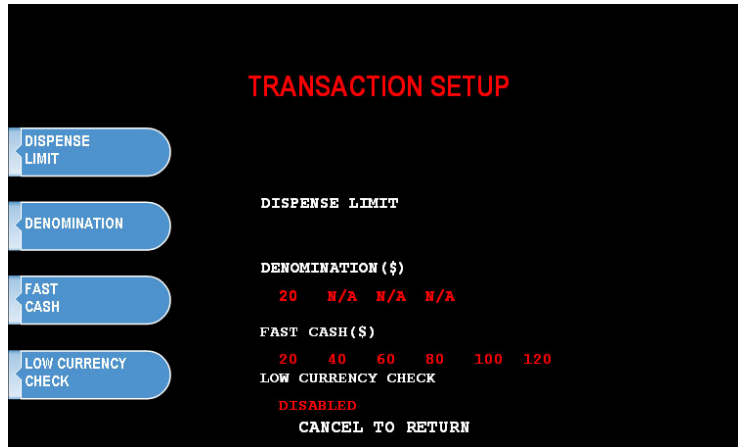 TRANSACTION SETUP
DISPENSE
LIMIT
DISPENSE LIMIT
DENOMINATION
DENOMINATION($)
20 N/A N/A N/A
FAST
CASH
FAST CASH($)
20 40 60 80 100 120
LOW CURRENCY
CHECK
LOW CURRENCY CHECK
DISABLED
CANCEL TO RETURN